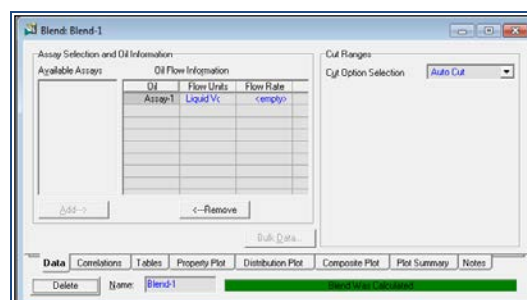 Blend: Blend-1
Assay Selection and Oil Information
Available Assays
Oil Flow Information
Oil Flow Units Flow Rate
Assay-1 Liquid Vc <empty>
Add-->
<--Remove
Bulk Data...
Cut Ranges
Cut Option Selection
Auto Cut
Data Correlations Tables Property Plot Distribution Plot Composite Plot Plot Summary Notes
Delete
Name: Blend-1
Blend Was Calculated